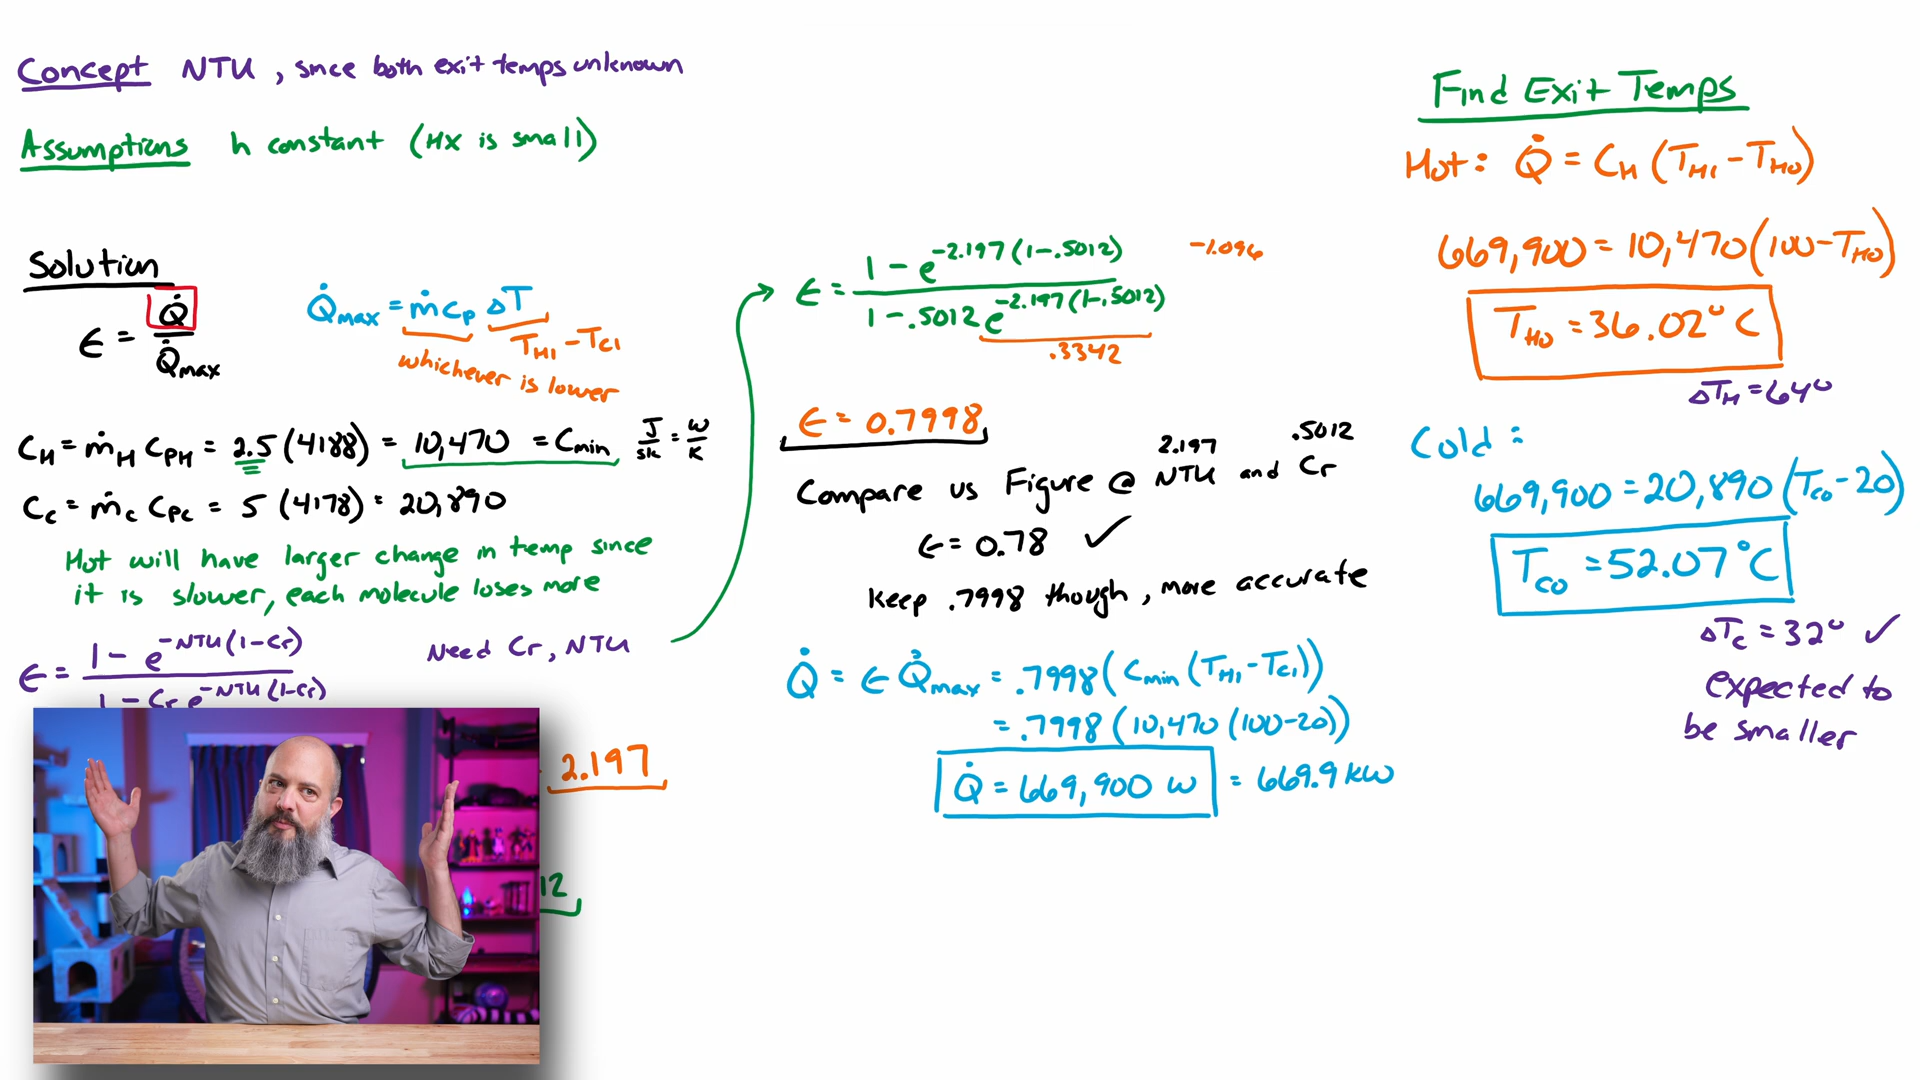 Concept NTU, since both exit temps unknown
Assumptions h constant (HX is small)
Solution
ϵ = Q̇ / Q̇max
Q̇max = ṁ cp ΔT
TH1 - TC1
whichever is lower
CH = ṁH CPH = 2.5 (4188) = 10,470 = Cmin J/sK = W/K
CC = ṁC CPC = 5 (4178) = 20,890
Hot will have larger change in temp since
it is slower, each molecule loses more
ϵ = 1 - e^-NTU(1-Cr) / 1 - Cr e^-NTU(1-Cr)
Need Cr, NTU
2.197
12
ϵ = 1 - e^-2.197(1-.5012) / 1 - .5012 e^-2.197(1-.5012)
-1.096
.3342
ϵ = 0.7998
2.197 .5012
Compare vs Figure @ NTU and Cr
ϵ = 0.78 ✓
Keep .7998 though, more accurate
Q̇ = ϵ Q̇max = .7998 (Cmin (TH1 - TC1))
= .7998 (10,470 (100-20))
Q̇ = 669,900 W = 669.9 kW
Find Exit Temps
Hot: Q̇ = CH (TH1 - THO)
669,900 = 10,470 (100 - THO)
THO = 36.02° C
ΔTH = 64°
Cold:
669,900 = 20,890 (TCO - 20)
TCO = 52.07°C
ΔTC = 32° ✓
expected to
be smaller